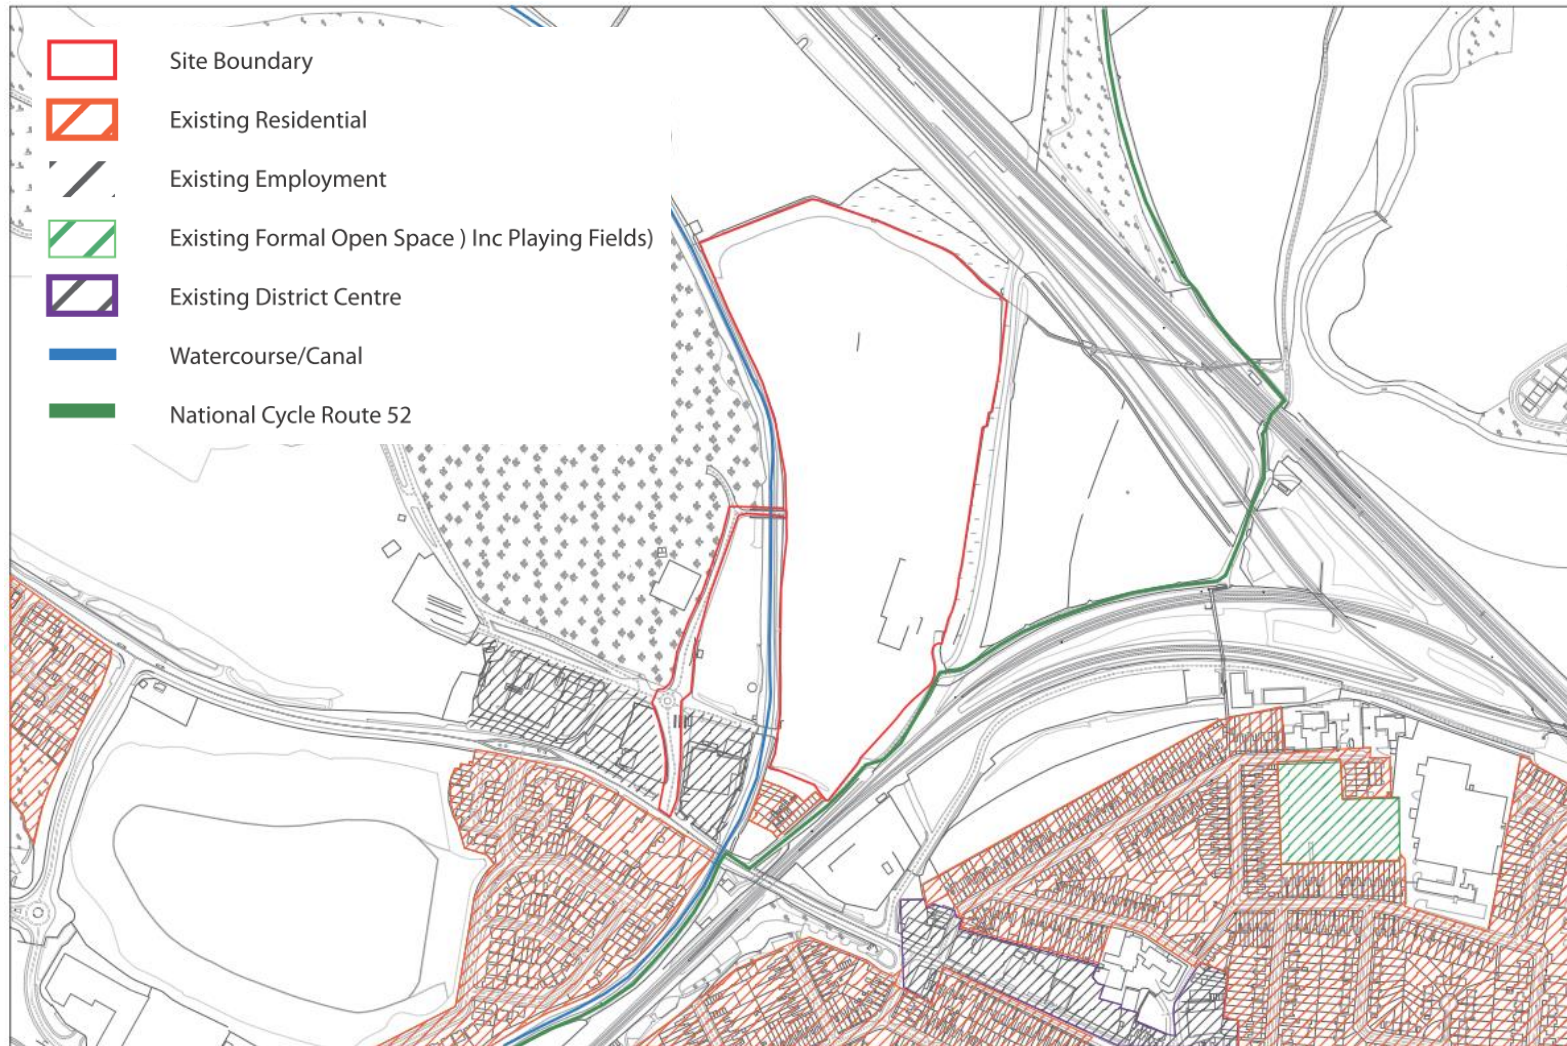 Site Boundary
Existing Residential
Existing Employment
Existing Formal Open Space ) Inc Playing Fields)
Existing District Centre
Watercourse/Canal
National Cycle Route 52